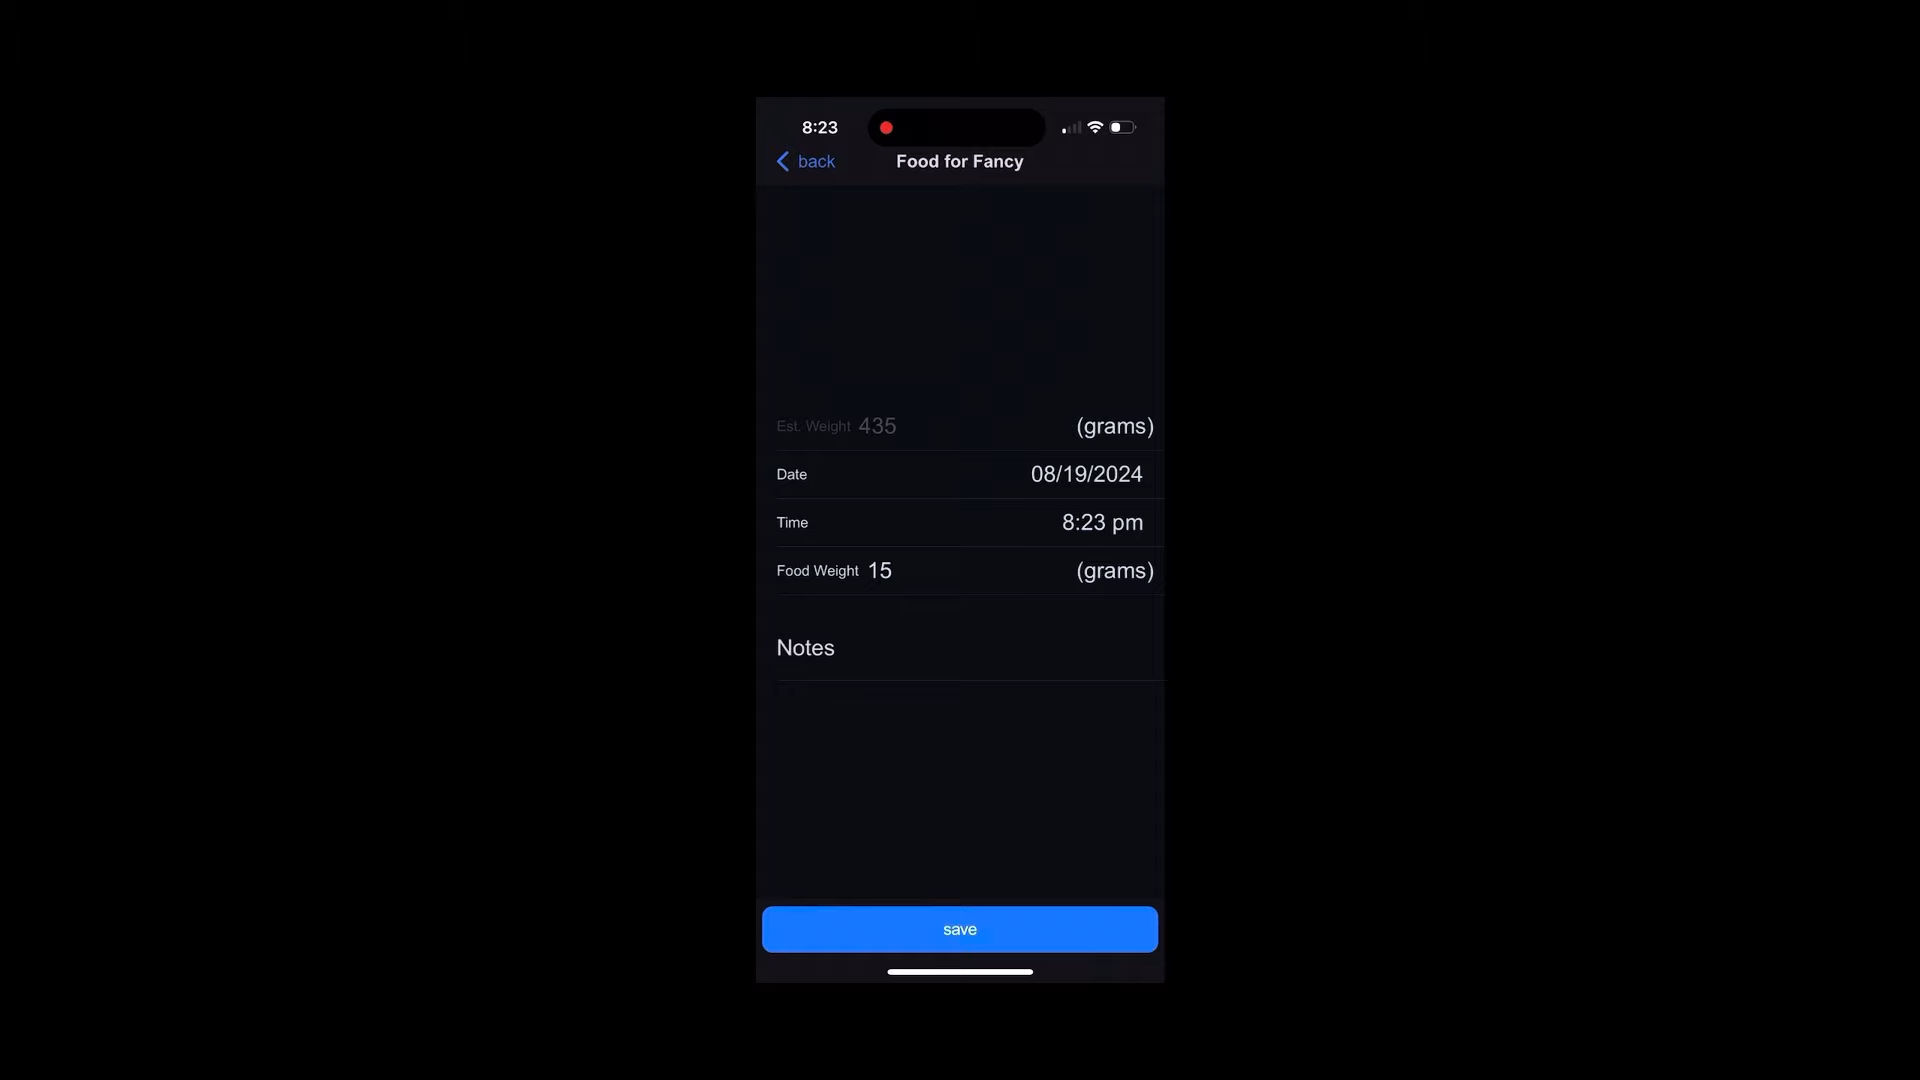 8:23
back Food for Fancy
Est. Weight 435 (grams)
Date 08/19/2024
Time 8:23 pm
Food Weight 15 (grams)
Notes
save